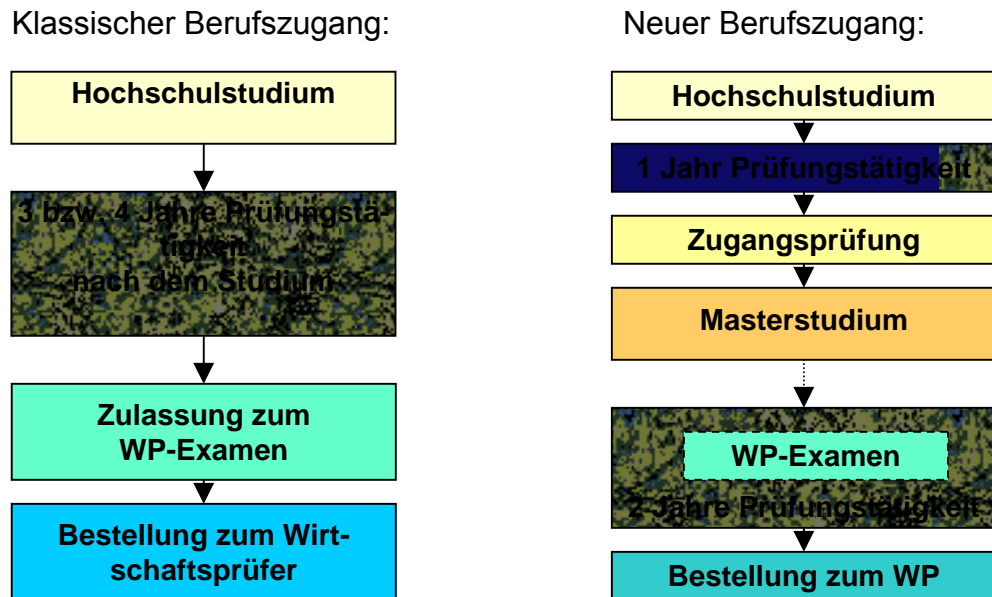 Klassischer Berufszugang:
Hochschulstudium
3 bzw. 4 Jahre Prüfungstä-
tigkeit
nach dem Studium
Zulassung zum
WP-Examen
Bestellung zum Wirt-
schaftsprüfer
Neuer Berufszugang:
Hochschulstudium
1 Jahr Prüfungstätigkeit
Zugangsprüfung
Masterstudium
WP-Examen
2 Jahre Prüfungstätigkeit
Bestellung zum WP